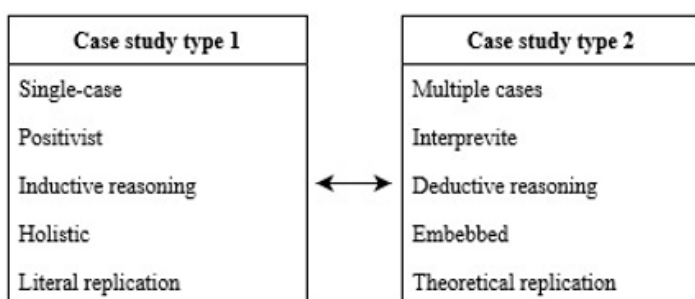 Case study type 1
Single-case
Positivist
Inductive reasoning
Holistic
Literal replication
Case study type 2
Multiple cases
Interprevite
Deductive reasoning
Embebbed
Theoretical replication